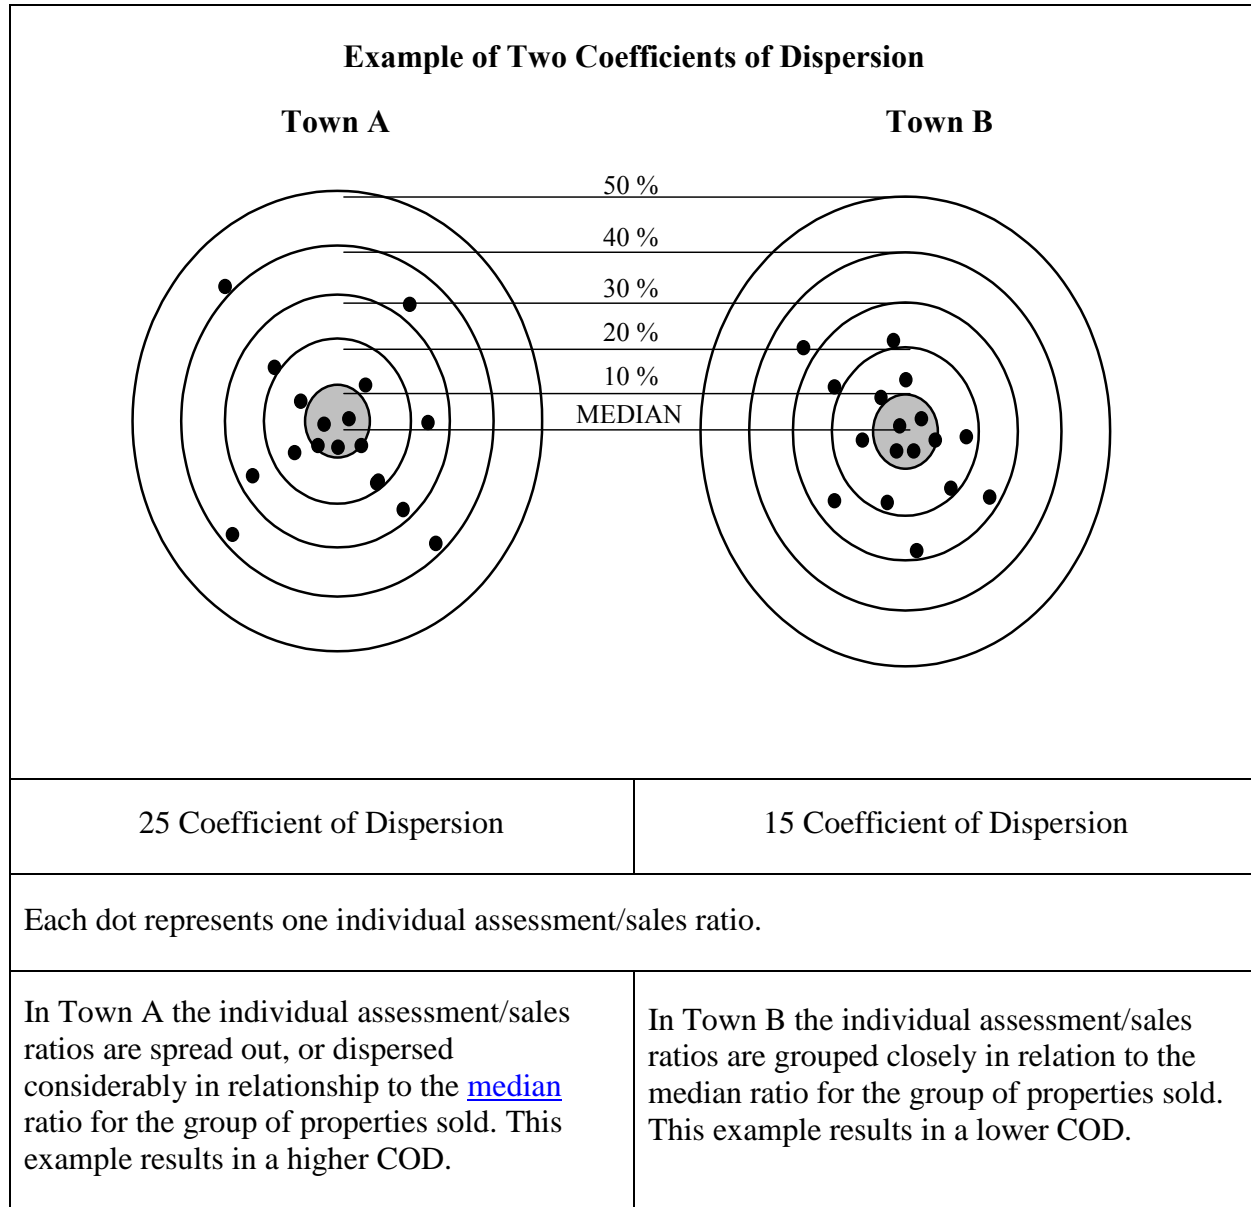 Example of Two Coefficients of Dispersion
Town A
Town B
50 %
40 %
30 %
20 %
10 %
MEDIAN
25 Coefficient of Dispersion
15 Coefficient of Dispersion
Each dot represents one individual assessment/sales ratio.
In Town A the individual assessment/sales
ratios are spread out, or dispersed
considerably in relationship to the median
ratio for the group of properties sold. This
example results in a higher COD.
In Town B the individual assessment/sales
ratios are grouped closely in relation to the
median ratio for the group of properties sold.
This example results in a lower COD.